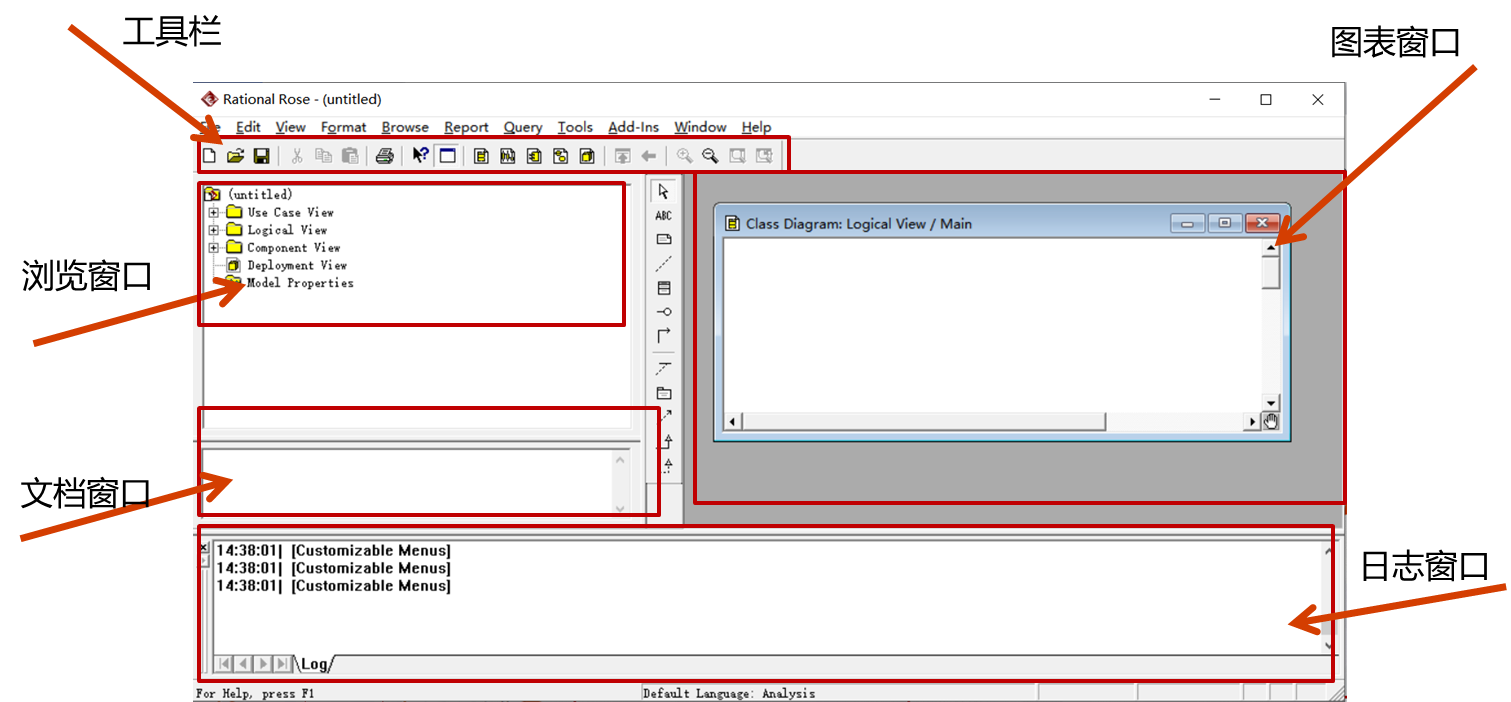 工具栏
图表窗口
Rational Rose - (untitled)
Edit View Format Browse Report Query Tools Add-Ins Window Help
(untitled)
Use Case View
Logical View
Component View
Deployment View
Model Properties
浏览窗口
ABC
Class Diagram: Logical View / Main
文档窗口
14:38:01| [Customizable Menus]
14:38:01| [Customizable Menus]
14:38:01| [Customizable Menus]
日志窗口
Log
For Help, press F1
Default Language: Analysis